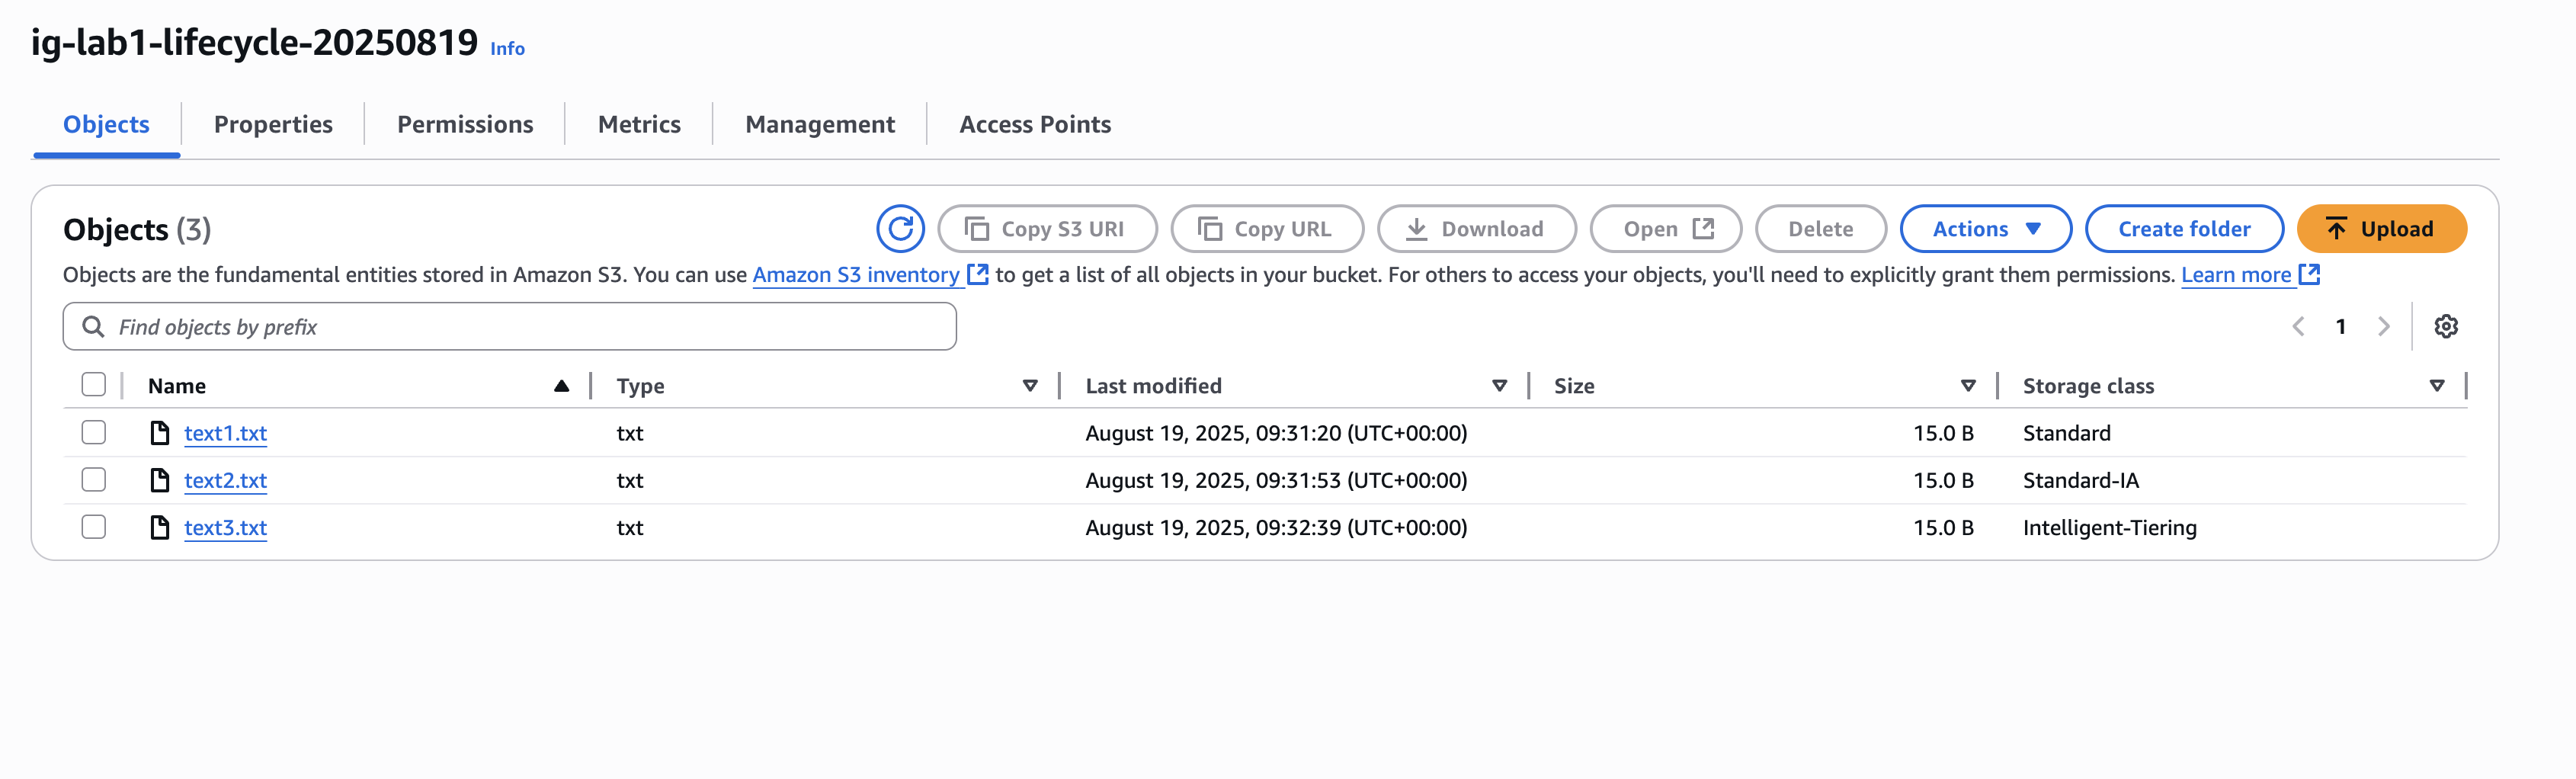 ig-lab1-lifecycle-20250819 Info
Objects Properties Permissions Metrics Management Access Points
Objects (3) Copy S3 URI Copy URL Download Open Delete Actions Create folder Upload
Objects are the fundamental entities stored in Amazon S3. You can use Amazon S3 inventory to get a list of all objects in your bucket. For others to access your objects, you'll need to explicitly grant them permissions. Learn more
Find objects by prefix 1
Name Type Last modified Size Storage class
text1.txt txt August 19, 2025, 09:31:20 (UTC+00:00) 15.0 B Standard
text2.txt txt August 19, 2025, 09:31:53 (UTC+00:00) 15.0 B Standard-IA
text3.txt txt August 19, 2025, 09:32:39 (UTC+00:00) 15.0 B Intelligent-Tiering